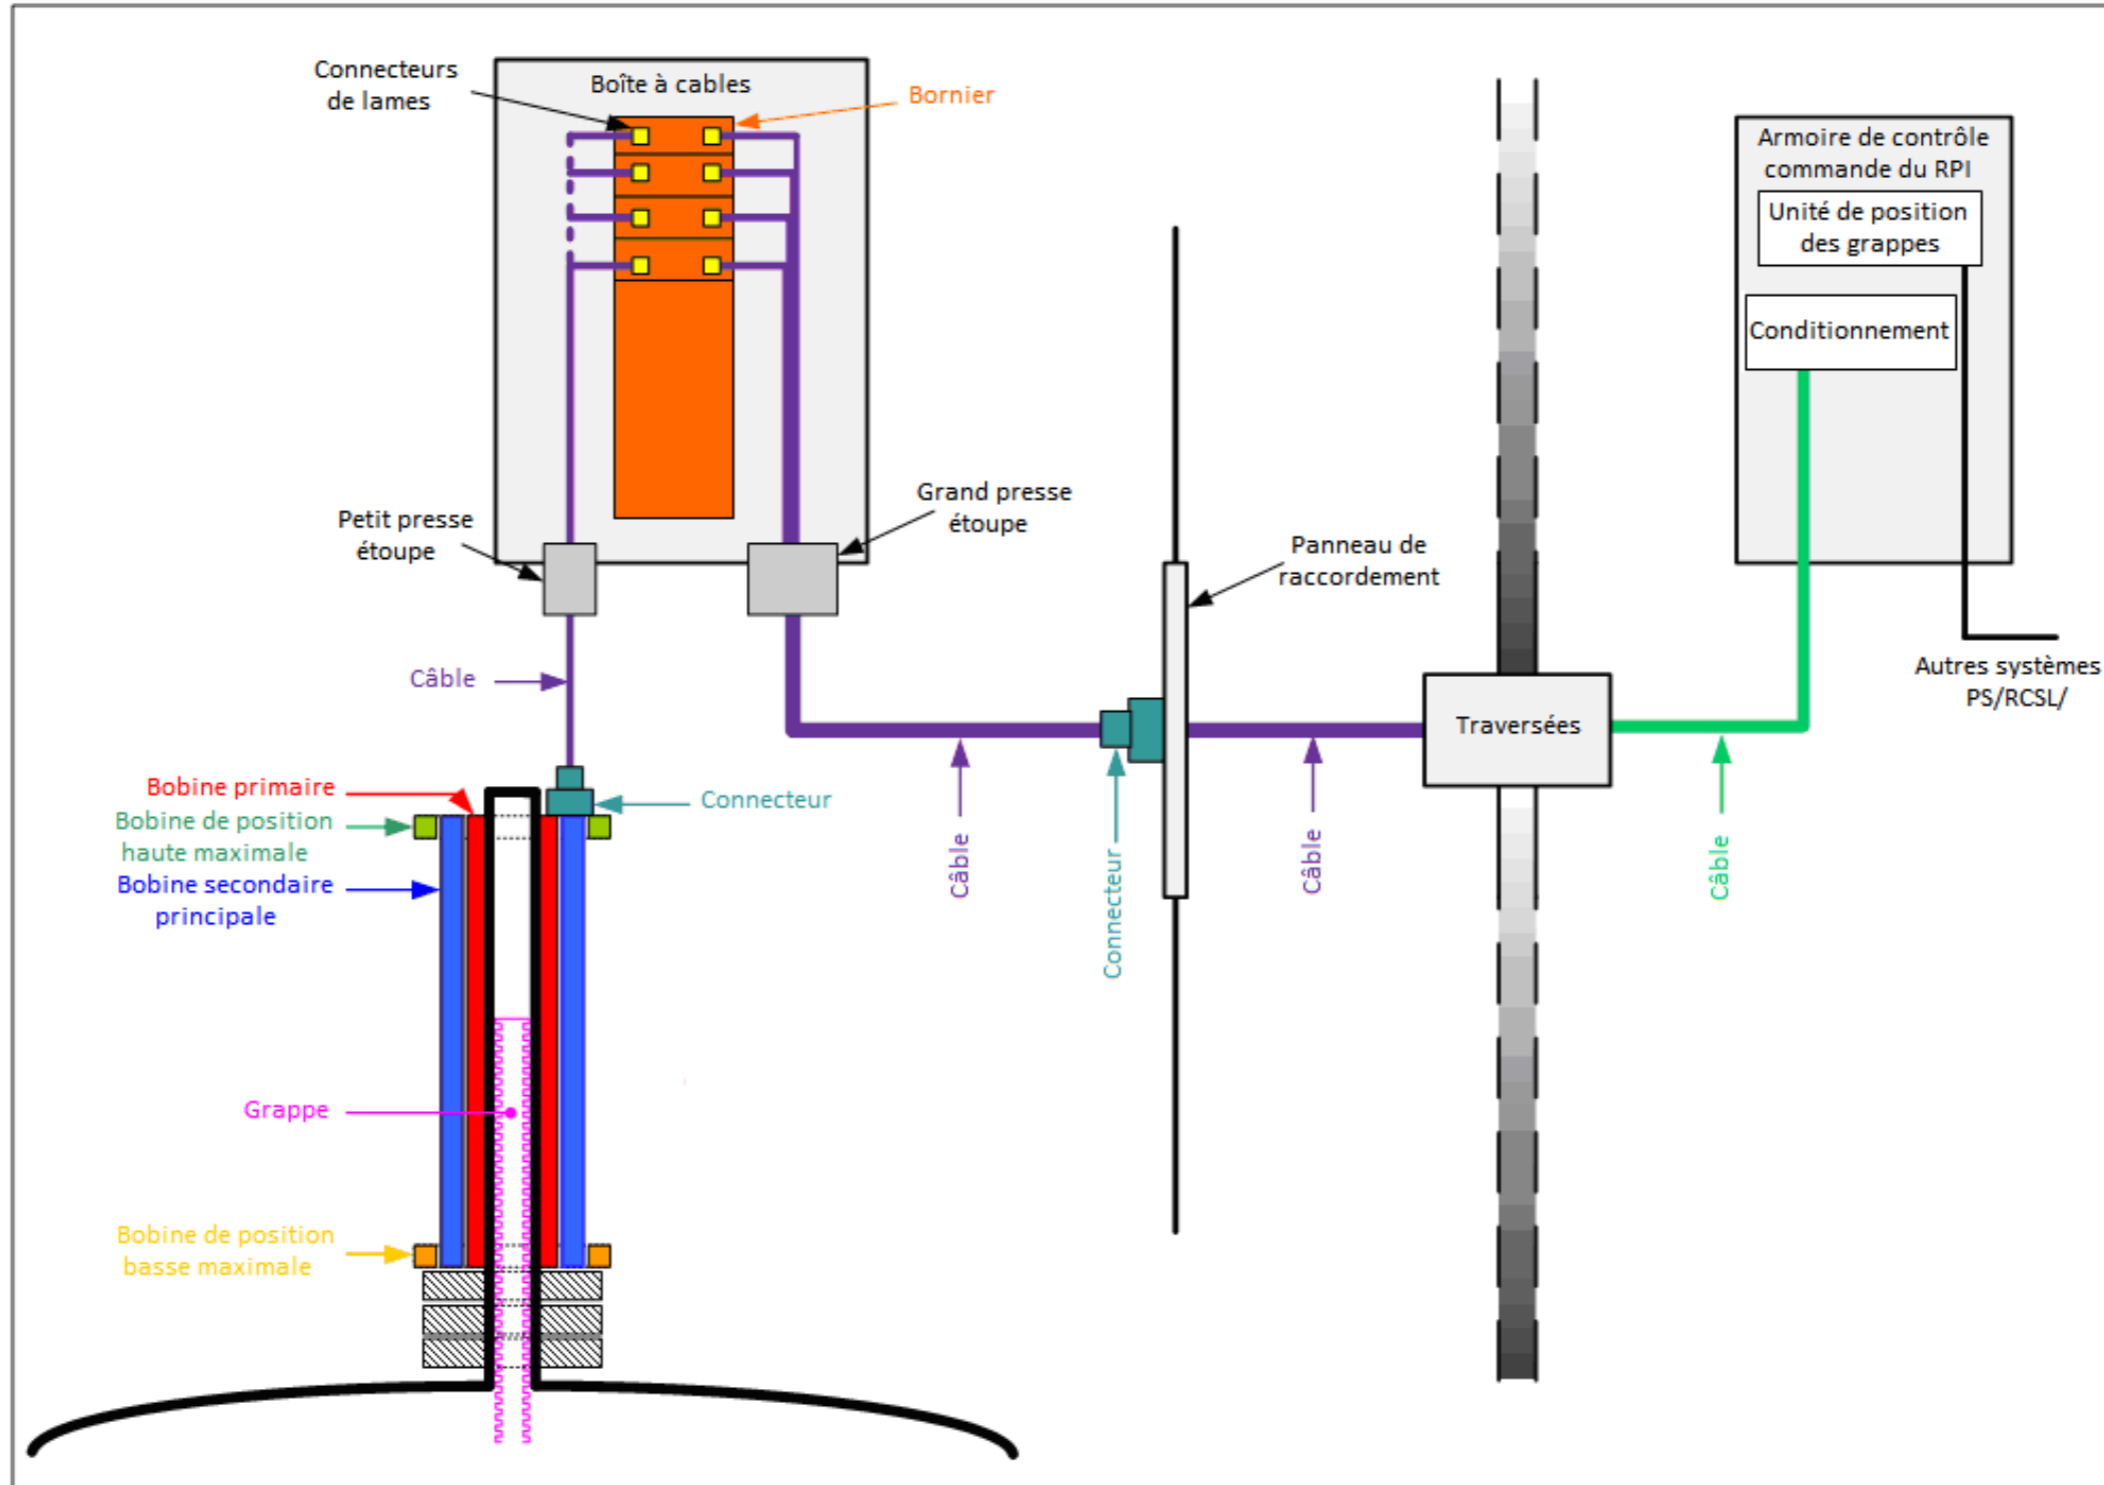 Connecteurs
de lames
Boîte à cables
Bornier
Armoire de contrôle
commande du RPI
Unité de position
des grappes
Conditionnement
Petit presse
étoupe
Grand presse
étoupe
Panneau de
raccordement
Câble
Autres systèmes
PS/RCSL/
Traversées
Bobine primaire
Bobine de position
haute maximale
Bobine secondaire
principale
Connecteur
Câble
Connecteur
Câble
Câble
Grappe
Bobine de position
basse maximale